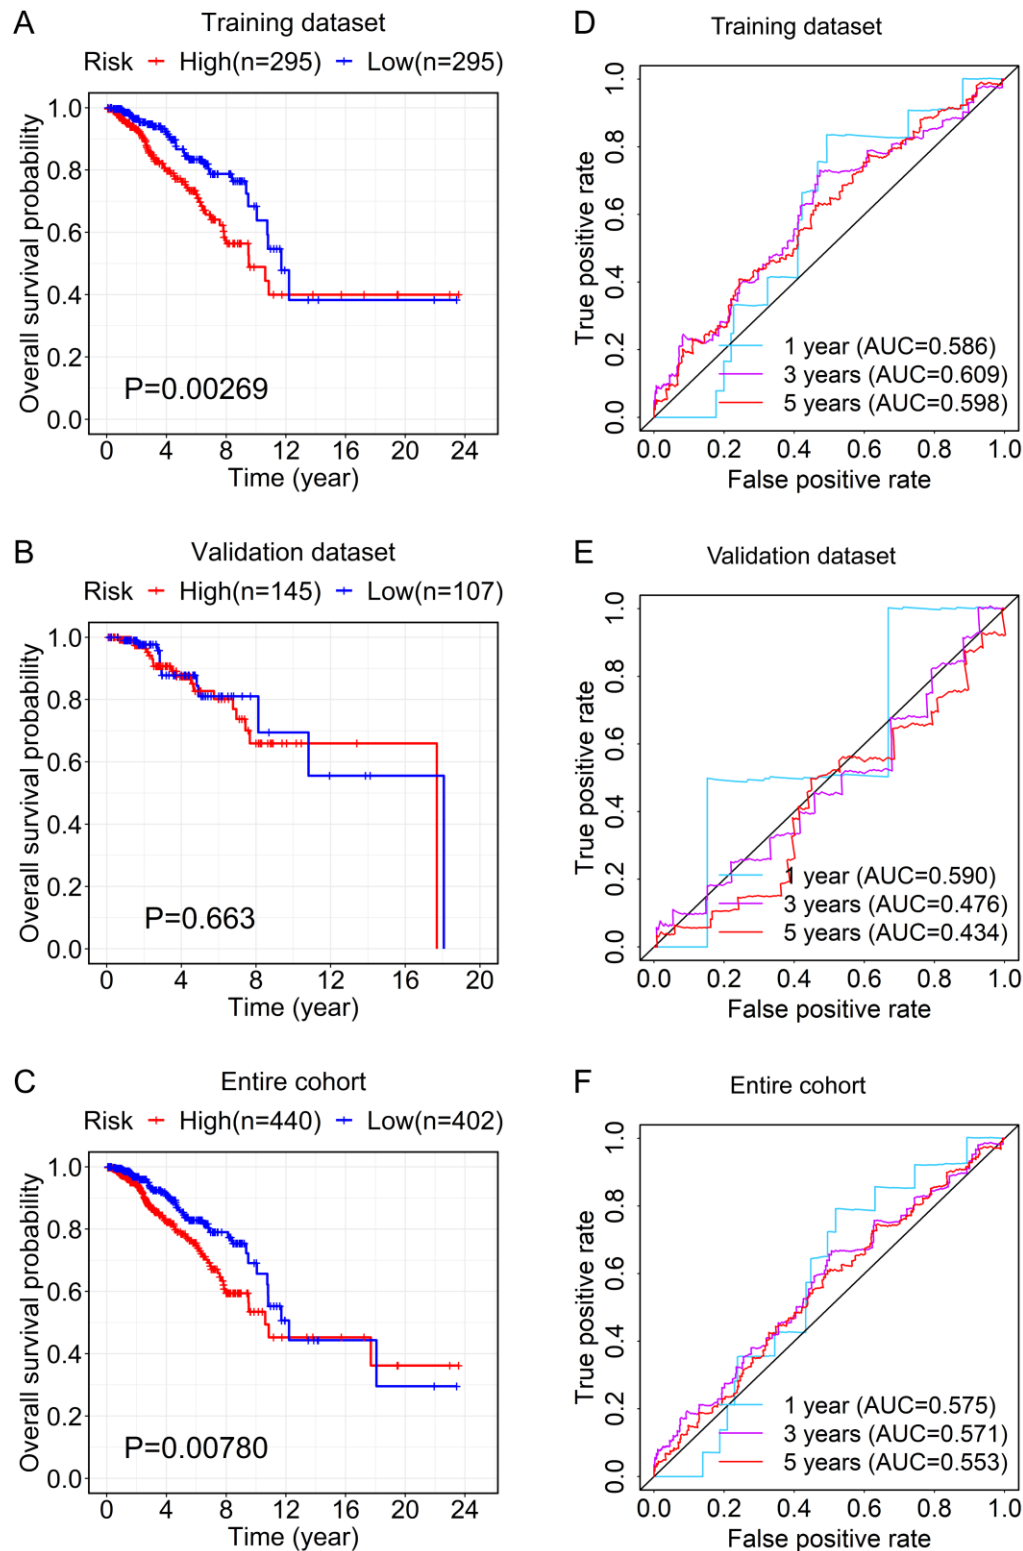 A
Training dataset
Risk High(n=295) Low(n=295)
Overall survival probability
1.0
0.8
0.6
0.4
0.2
0.0
P=0.00269
0 4 8 12 16 20 24
Time (year)
D
Training dataset
True positive rate
1.0
0.8
0.6
0.4
0.2
0.0
1 year (AUC=0.586)
3 years (AUC=0.609)
5 years (AUC=0.598)
0.0 0.2 0.4 0.6 0.8 1.0
False positive rate
B
Validation dataset
Risk High(n=145) Low(n=107)
Overall survival probability
1.0
0.8
0.6
0.4
0.2
0.0
P=0.663
0 4 8 12 16 20
Time (year)
E
Validation dataset
True positive rate
1.0
0.8
0.6
0.4
0.2
0.0
1 year (AUC=0.590)
3 years (AUC=0.476)
5 years (AUC=0.434)
0.0 0.2 0.4 0.6 0.8 1.0
False positive rate
C
Entire cohort
Risk High(n=440) Low(n=402)
Overall survival probability
1.0
0.8
0.6
0.4
0.2
0.0
P=0.00780
0 4 8 12 16 20 24
Time (year)
F
Entire cohort
True positive rate
1.0
0.8
0.6
0.4
0.2
0.0
1 year (AUC=0.575)
3 years (AUC=0.571)
5 years (AUC=0.553)
0.0 0.2 0.4 0.6 0.8 1.0
False positive rate